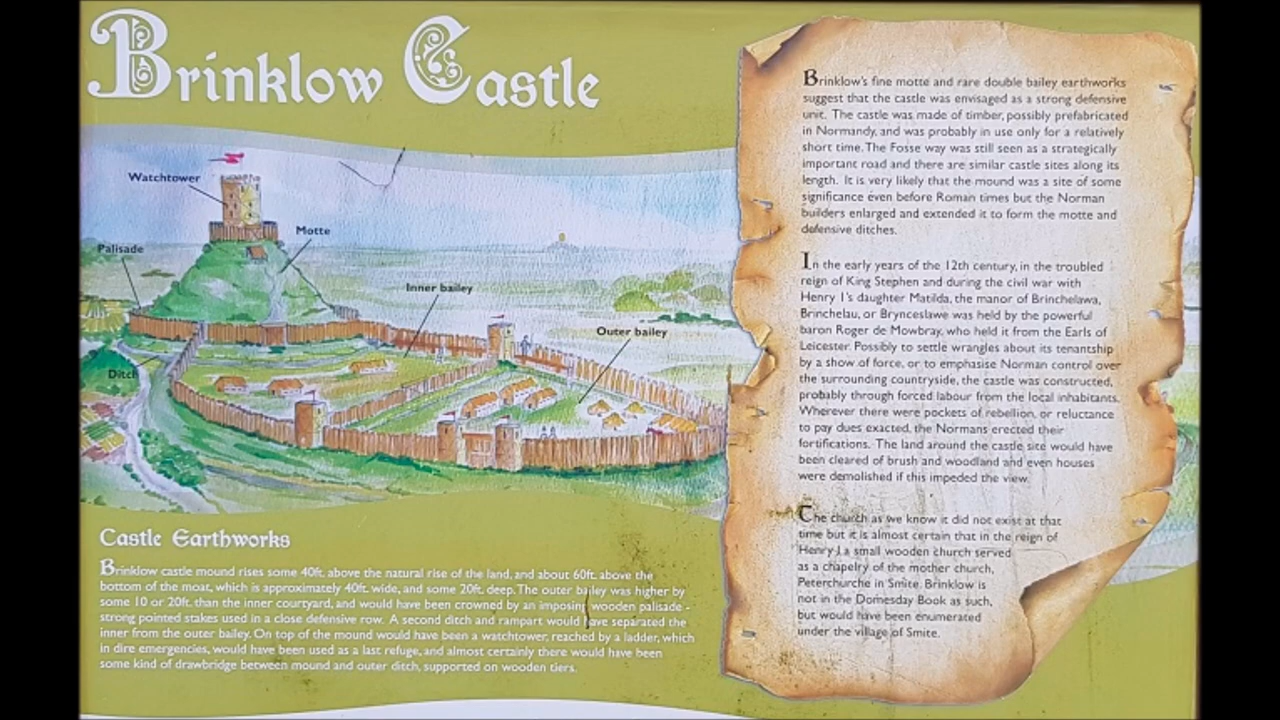 Brinklow Castle
Watchtower
Motte
Palisade
Inner bailey
Outer bailey
Ditch
Castle Earthworks
Brinklow castle mound rises some 40ft. above the natural rise of the land, and about 60ft. above the
bottom of the moat, which is approximately 40ft. wide, and some 20ft. deep. The outer bailey was higher by
some 10 or 20ft. than the inner courtyard, and would have been crowned by an imposing wooden palisade -
strong pointed stakes used in a close defensive row. A second ditch and rampart would have separated the
inner from the outer bailey. On top of the mound would have been a watchtower, reached by a ladder, which
in dire emergencies, would have been used as a last refuge, and almost certainly there would have been
some kind of drawbridge between mound and outer ditch, supported on wooden tiers.
Brinklow's fine motte and rare double bailey earthworks
suggest that the castle was envisaged as a strong defensive
unit. The castle was made of timber, possibly prefabricated
in Normandy, and was probably in use only for a relatively
short time. The Fosse way was still seen as a strategically
important road and there are similar castle sites along its
length. It is very likely that the mound was a site of some
significance even before Roman times but the Norman
builders enlarged and extended it to form the motte and
defensive ditches.
In the early years of the 12th century, in the troubled
reign of King Stephen and during the civil war with
Henry 1's daughter Matilda, the manor of Brinchelawa,
Brinchelau, or Brynceslawe was held by the powerful
baron Roger de Mowbray, who held it from the Earls of
Leicester. Possibly to settle wrangles about its tenantship
by a show of force, or to emphasise Norman control over
the surrounding countryside, the castle was constructed,
probably through forced labour from the local inhabitants.
Wherever there were pockets of rebellion, or reluctance
to pay dues exacted, the Normans erected their
fortifications. The land around the castle site would have
been cleared of brush and woodland and even houses
were demolished if this impeded the view.
The church as we know it did not exist at that
time but it is almost certain that in the reign of
Henry I a small wooden church served
as a chapelry of the mother church,
Peterchurche in Smite. Brinklow is
not in the Domesday Book as such,
but would have been enumerated
under the village of Smite.